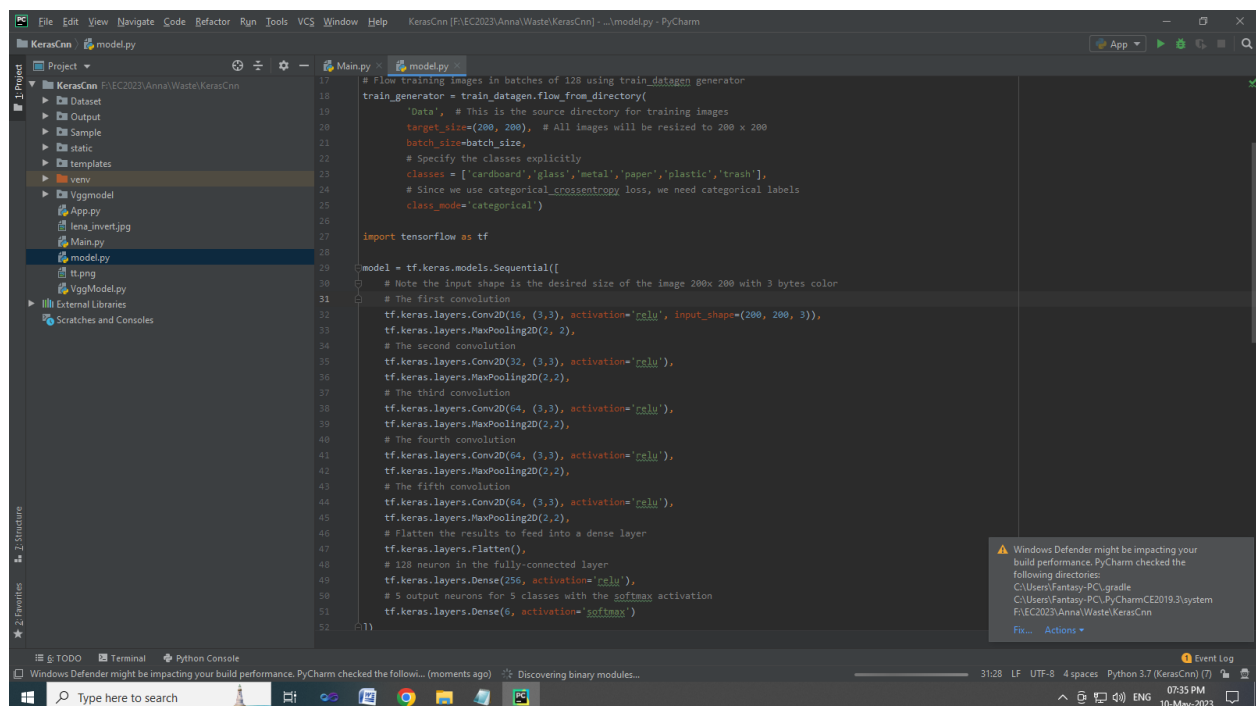 File Edit View Navigate Code Refactor Run Tools VCS Window Help KerasCnn [F:\EC2023\Anna\Waste\KerasCnn] - ...\model.py - PyCharm
KerasCnn model.py App
Project
Main.py model.py
1: Project
KerasCnn F:\EC2023\Anna\Waste\KerasCnn
Dataset
Output
Sample
static
templates
venv
Vggmodel
App.py
lena_invert.jpg
Main.py
model.py
tt.png
VggModel.py
External Libraries
Scratches and Consoles
7: Structure
2: Favorites
17 # Flow training images in batches of 128 using train_datagen generator
18 train_generator = train_datagen.flow_from_directory(
19 'Data', # This is the source directory for training images
20 target_size=(200, 200), # All images will be resized to 200 x 200
21 batch_size=batch_size,
22 # Specify the classes explicitly
23 classes = ['cardboard','glass','metal','paper','plastic','trash'],
24 # Since we use categorical_crossentropy loss, we need categorical labels
25 class_mode='categorical')
26
27 import tensorflow as tf
28
29 model = tf.keras.models.Sequential([
30 # Note the input shape is the desired size of the image 200x 200 with 3 bytes color
31 # The first convolution
32 tf.keras.layers.Conv2D(16, (3,3), activation='relu', input_shape=(200, 200, 3)),
33 tf.keras.layers.MaxPooling2D(2, 2),
34 # The second convolution
35 tf.keras.layers.Conv2D(32, (3,3), activation='relu'),
36 tf.keras.layers.MaxPooling2D(2,2),
37 # The third convolution
38 tf.keras.layers.Conv2D(64, (3,3), activation='relu'),
39 tf.keras.layers.MaxPooling2D(2,2),
40 # The fourth convolution
41 tf.keras.layers.Conv2D(64, (3,3), activation='relu'),
42 tf.keras.layers.MaxPooling2D(2,2),
43 # The fifth convolution
44 tf.keras.layers.Conv2D(64, (3,3), activation='relu'),
45 tf.keras.layers.MaxPooling2D(2,2),
46 # Flatten the results to feed into a dense layer
47 tf.keras.layers.Flatten(),
48 # 128 neuron in the fully-connected layer
49 tf.keras.layers.Dense(256, activation='relu'),
50 # 5 output neurons for 5 classes with the softmax activation
51 tf.keras.layers.Dense(6, activation='softmax')
52 ])
Windows Defender might be impacting your
build performance. PyCharm checked the
following directories:
C:\Users\Fantasy-PC\.gradle
C:\Users\Fantasy-PC\.PyCharmCE2019.3\system
F:\EC2023\Anna\Waste\KerasCnn
Fix... Actions
6: TODO Terminal Python Console 1 Event Log
Windows Defender might be impacting your build performance. PyCharm checked the followi... (moments ago) Discovering binary modules... 31:28 LF UTF-8 4 spaces Python 3.7 (KerasCnn) (7)
Type here to search ENG 07:35 PM
10-May-2023